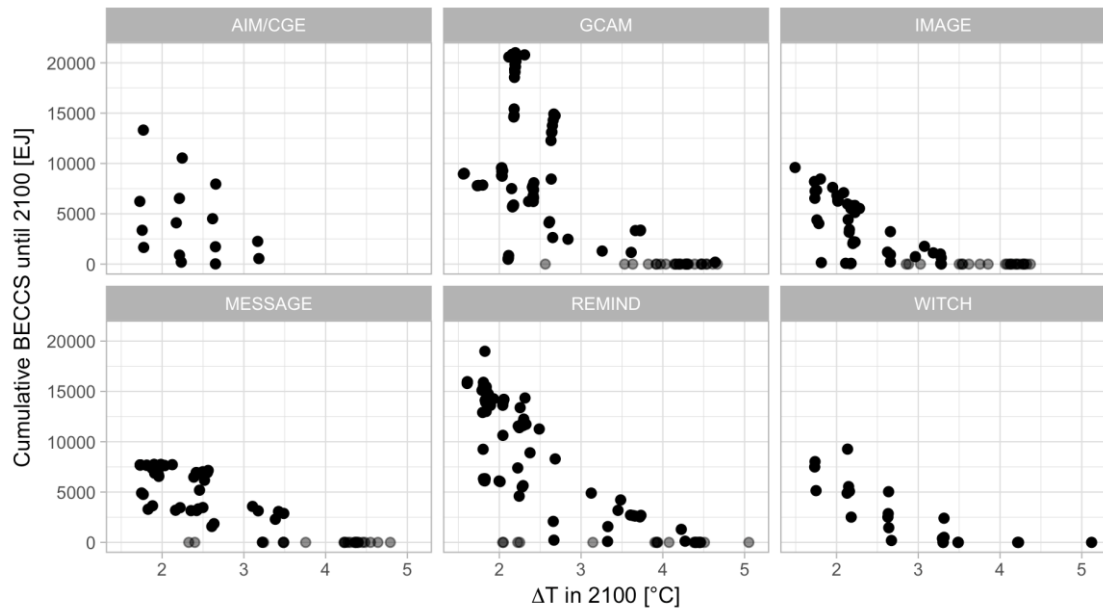 AIM/CGE GCAM IMAGE
20000
15000
10000
5000
0
MESSAGE REMIND WITCH
20000
15000
10000
5000
0
2 3 4 5 2 3 4 5 2 3 4 5
Cumulative BECCS until 2100 [EJ]
ΔT in 2100 [°C]